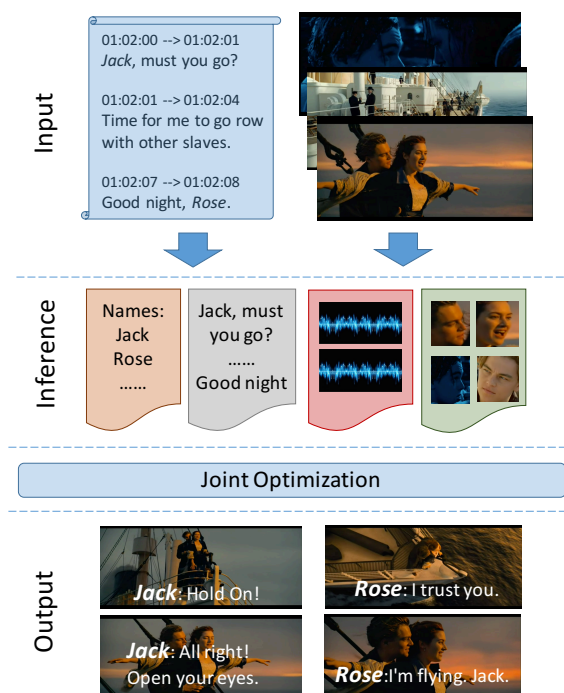 Input
01:02:00 --> 01:02:01
Jack, must you go?
01:02:01 --> 01:02:04
Time for me to go row
with other slaves.
01:02:07 --> 01:02:08
Good night, Rose.
Inference
Names:
Jack
Rose
......
Jack, must
you go?
......
Good night
Joint Optimization
Output
Jack: Hold On!
Rose: I trust you.
Jack: All right!
Open your eyes.
Rose:I'm flying. Jack.